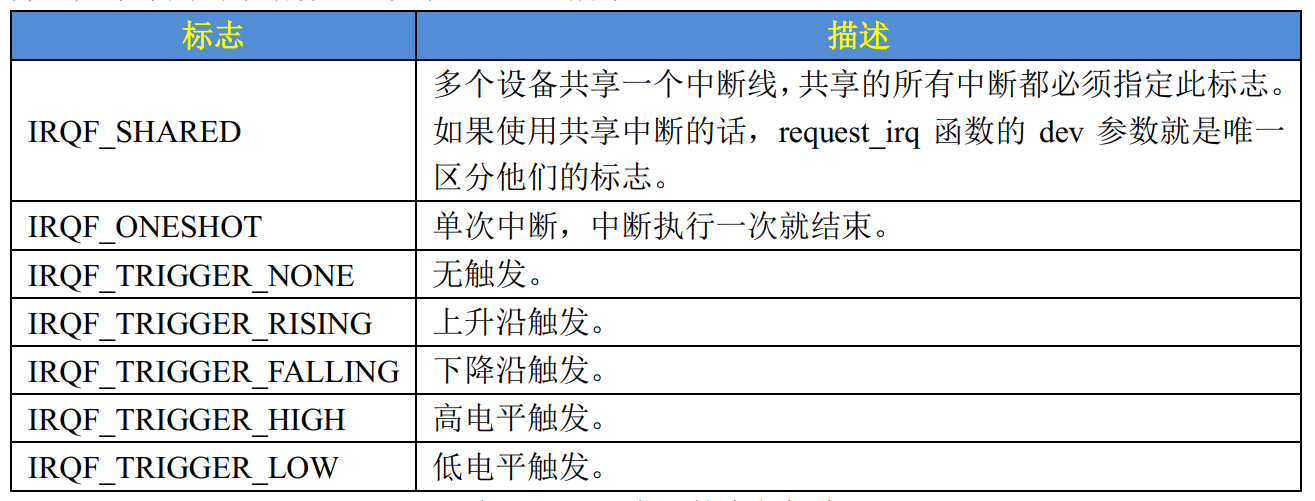 标志
描述
IRQF_SHARED
多个设备共享一个中断线，共享的所有中断都必须指定此标志。
如果使用共享中断的话，request_irq 函数的 dev 参数就是唯一
区分他们的标志。
IRQF_ONESHOT
单次中断，中断执行一次就结束。
IRQF_TRIGGER_NONE
无触发。
IRQF_TRIGGER_RISING
上升沿触发。
IRQF_TRIGGER_FALLING
下降沿触发。
IRQF_TRIGGER_HIGH
高电平触发。
IRQF_TRIGGER_LOW
低电平触发。